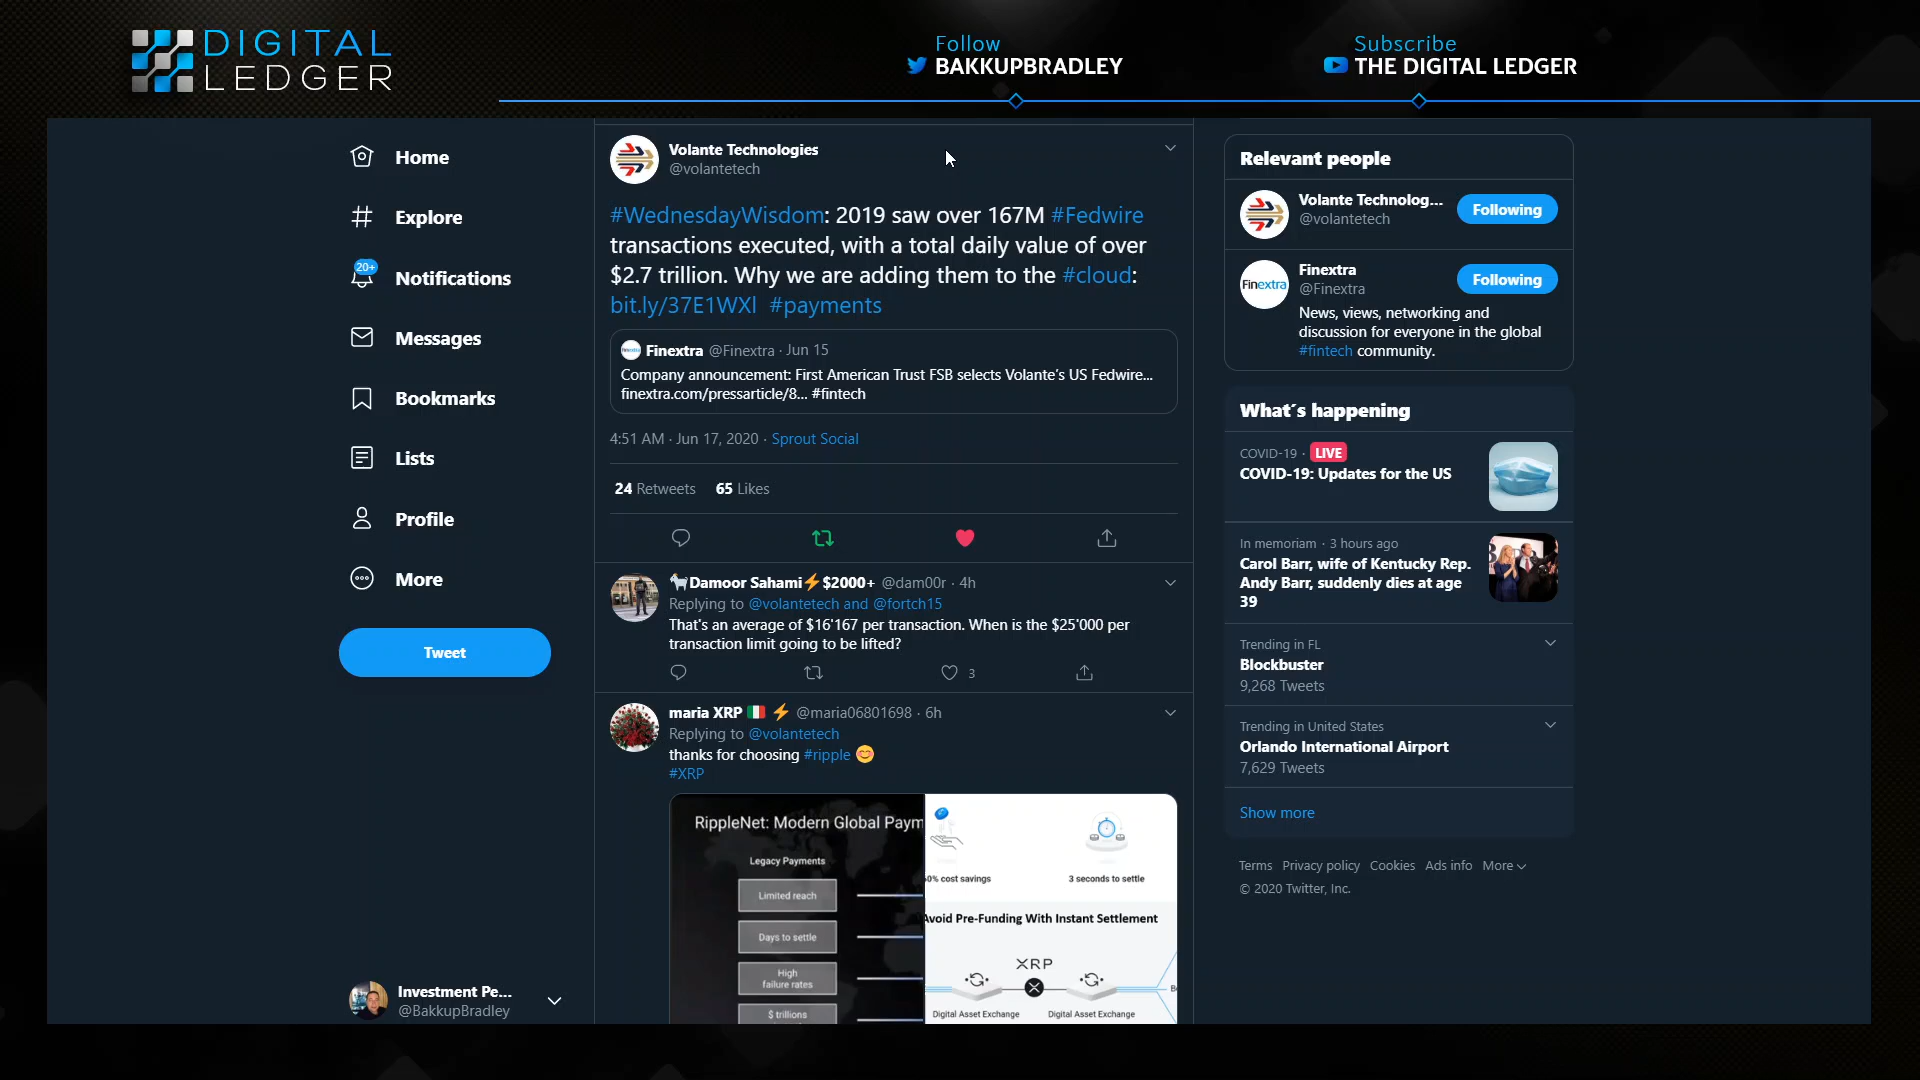 DIGITAL
LEDGER
Follow
BAKKUPBRADLEY
Subscribe
THE DIGITAL LEDGER
Home
Explore
20+
Notifications
Messages
Bookmarks
Lists
Profile
More
Tweet
Investment Pe...
@BakkupBradley
Volante Technologies
@volantetech
#WednesdayWisdom: 2019 saw over 167M #Fedwire
transactions executed, with a total daily value of over
$2.7 trillion. Why we are adding them to the #cloud:
bit.ly/37E1WXl #payments
Finextra @Finextra · Jun 15
Company announcement: First American Trust FSB selects Volante's US Fedwire...
finextra.com/pressarticle/8... #fintech
4:51 AM · Jun 17, 2020 · Sprout Social
24 Retweets 65 Likes
Damoor Sahami⚡$2000+ @dam00r · 4h
Replying to @volantetech and @fortch15
That's an average of $16'167 per transaction. When is the $25'000 per
transaction limit going to be lifted?
3
maria XRP 🇮🇹 ⚡ @maria06801698 · 6h
Replying to @volantetech
thanks for choosing #ripple 😊
#XRP
RippleNet: Modern Global Paym
Legacy Payments
Limited reach
Days to settle
High
failure rates
$ trillions
0% cost savings
3 seconds to settle
Avoid Pre-Funding With Instant Settlement
XRP
Digital Asset Exchange
Digital Asset Exchange
Relevant people
Volante Technolog...
@volantetech
Following
Finextra
Finextra
@Finextra
Following
News, views, networking and
discussion for everyone in the global
#fintech community.
What's happening
COVID-19 · LIVE
COVID-19: Updates for the US
In memoriam · 3 hours ago
Carol Barr, wife of Kentucky Rep.
Andy Barr, suddenly dies at age
39
Trending in FL
Blockbuster
9,268 Tweets
Trending in United States
Orlando International Airport
7,629 Tweets
Show more
Terms Privacy policy Cookies Ads info More
© 2020 Twitter, Inc.